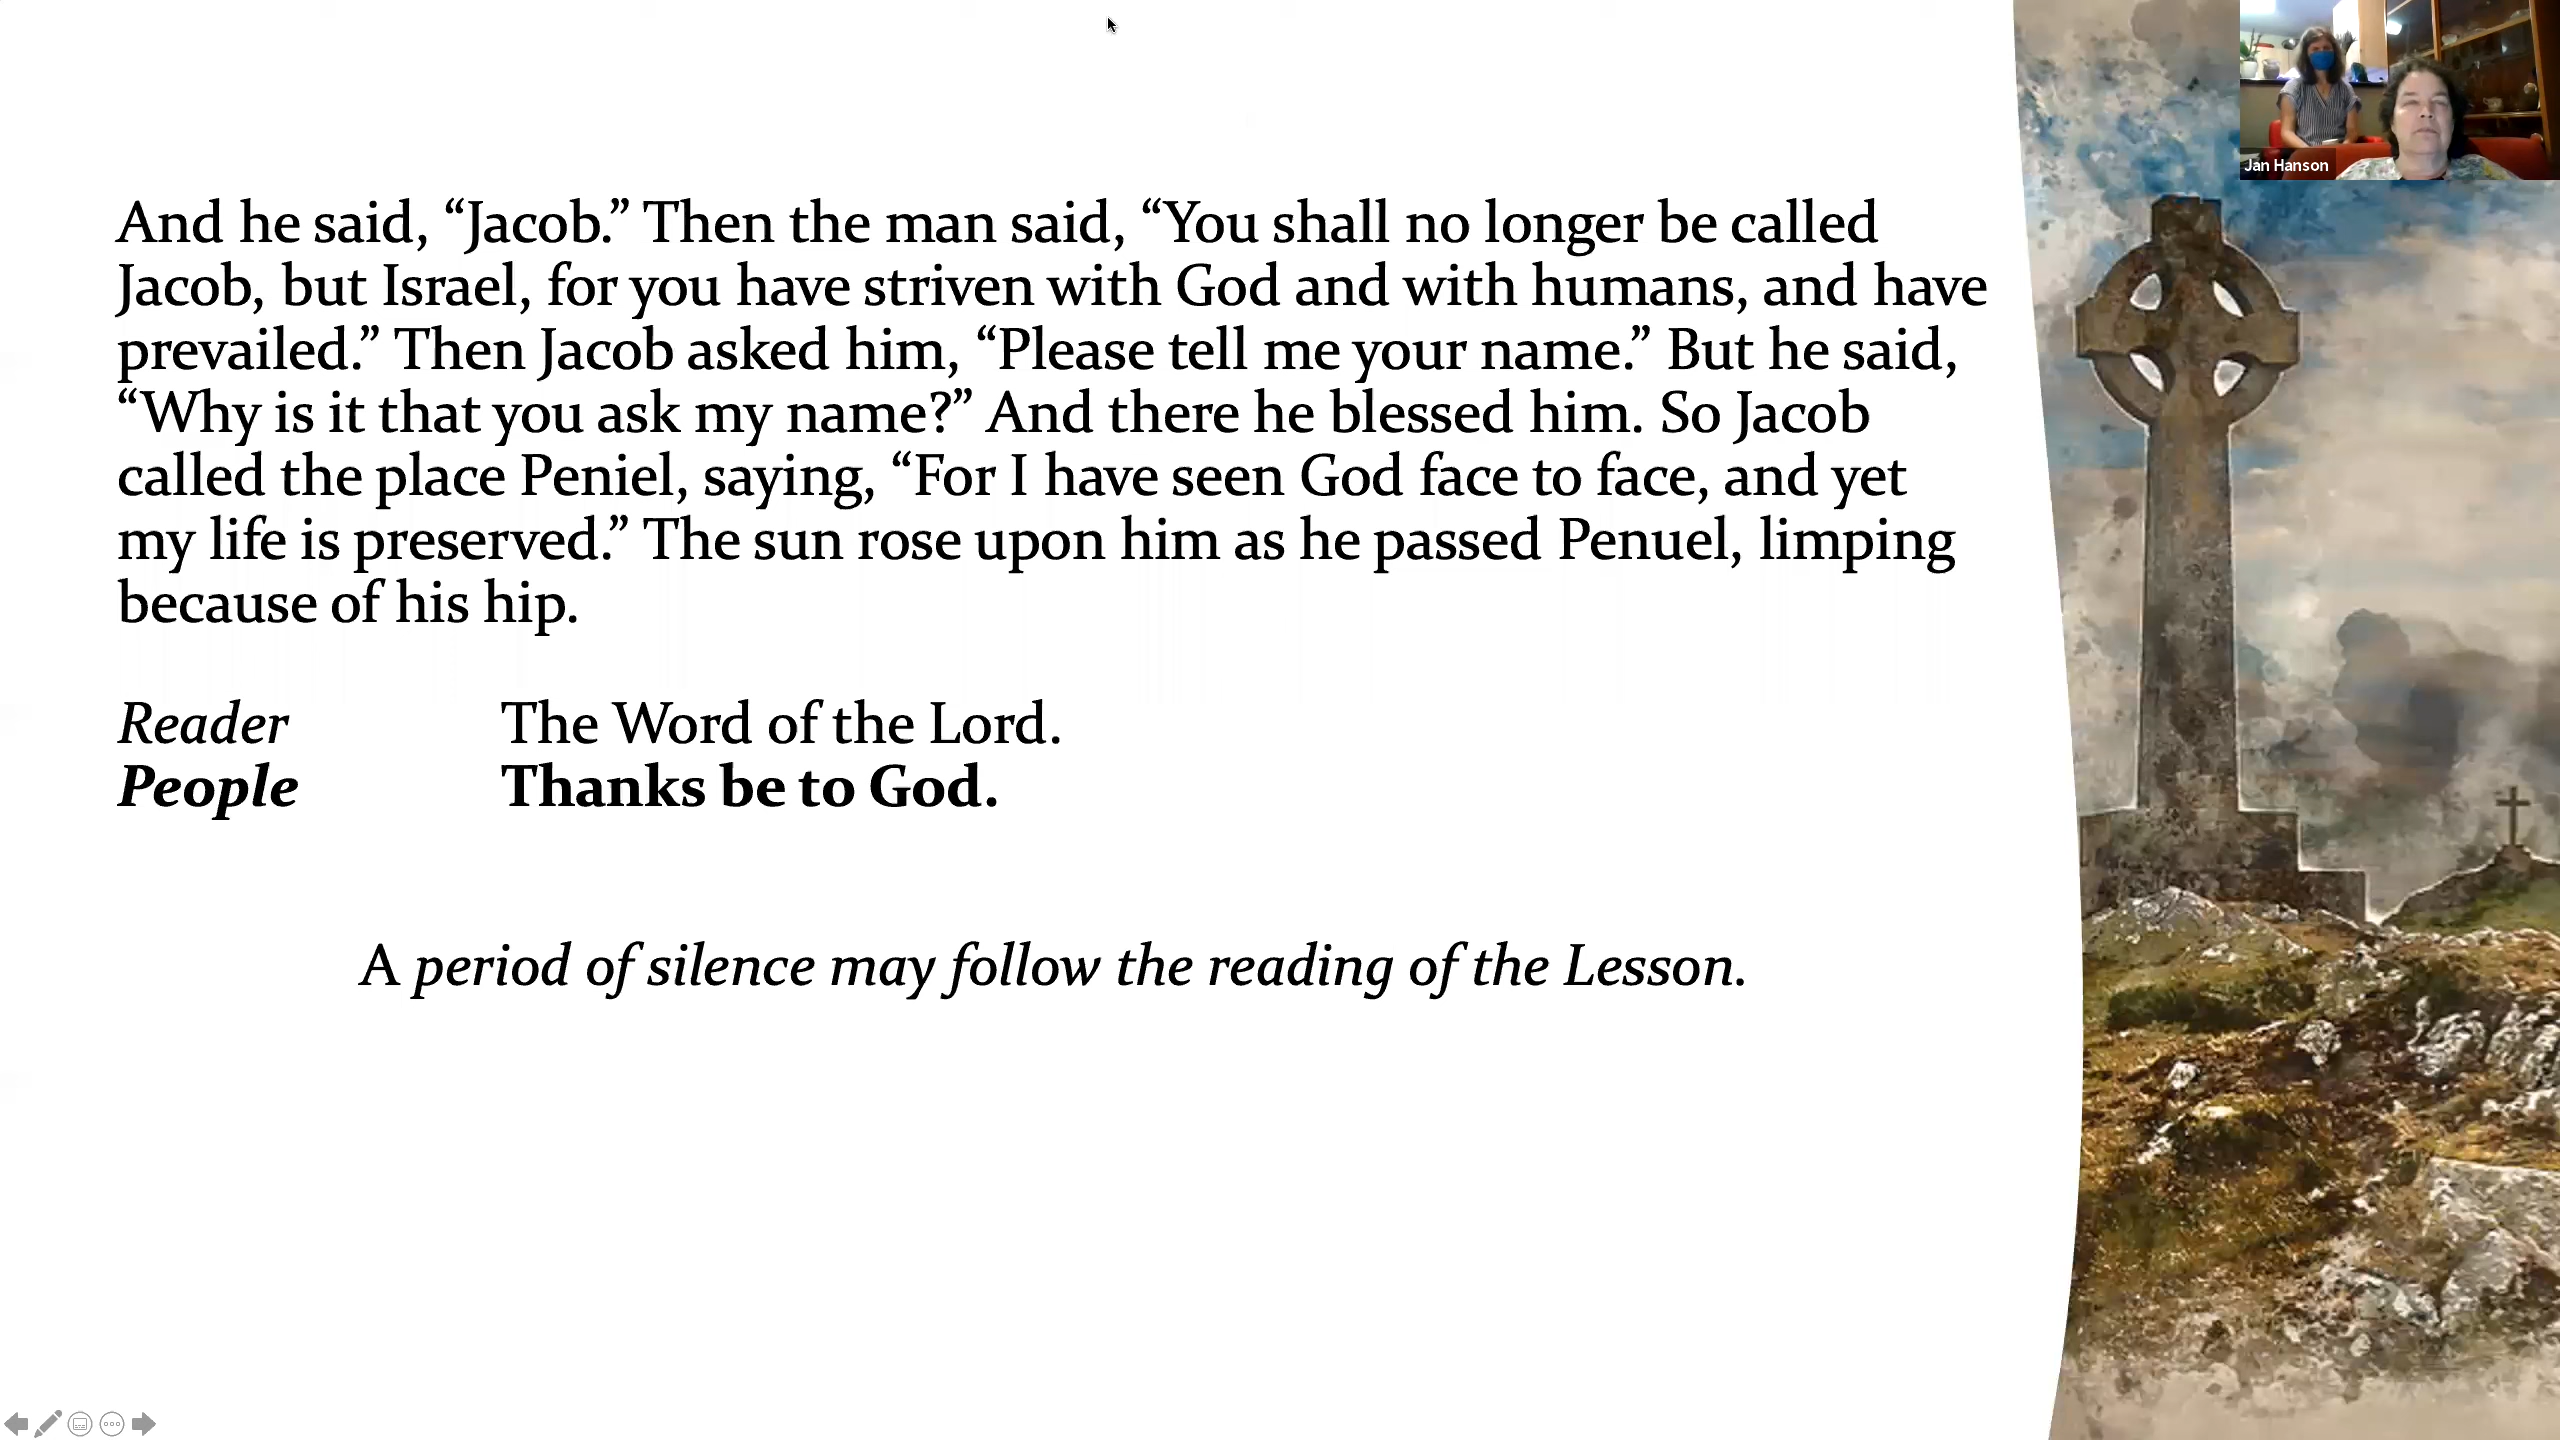 Jan Hanson
And he said, “Jacob.” Then the man said, “You shall no longer be called
Jacob, but Israel, for you have striven with God and with humans, and have
prevailed.” Then Jacob asked him, “Please tell me your name.” But he said,
“Why is it that you ask my name?” And there he blessed him. So Jacob
called the place Peniel, saying, “For I have seen God face to face, and yet
my life is preserved.” The sun rose upon him as he passed Penuel, limping
because of his hip.
Reader The Word of the Lord.
People Thanks be to God.
A period of silence may follow the reading of the Lesson.